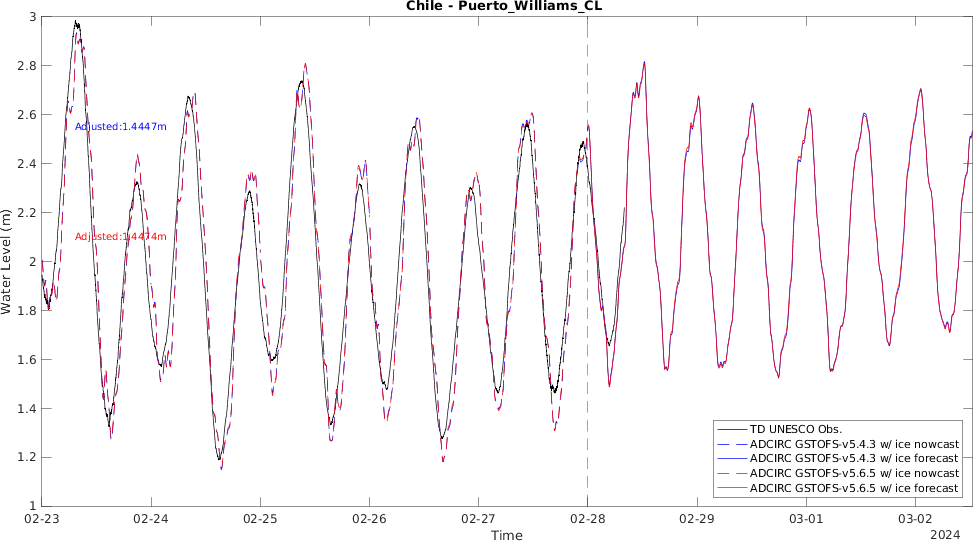 Chile - Puerto_Williams_CL
3
2.8
2.6
2.4
2.2
2
1.8
1.6
1.4
1.2
1
Water Level (m)
Adjusted:1.4447m
Adjusted:1.4474m
TD UNESCO Obs.
ADCIRC GSTOFS-v5.4.3 w/ ice nowcast
ADCIRC GSTOFS-v5.4.3 w/ ice forecast
ADCIRC GSTOFS-v5.6.5 w/ ice nowcast
ADCIRC GSTOFS-v5.6.5 w/ ice forecast
02-23 02-24 02-25 02-26 02-27 02-28 02-29 03-01 03-02
Time
2024